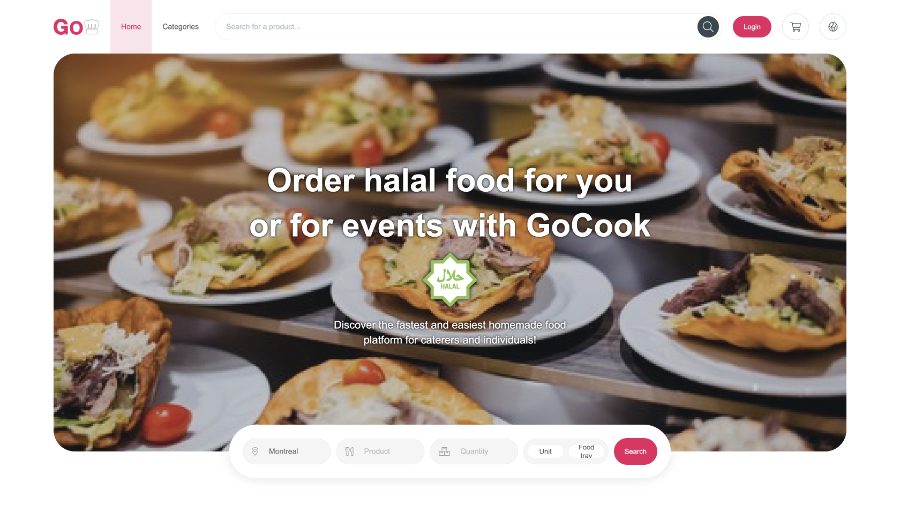 Go
Home
Categories
Search for a product...
Login
Order halal food for you
or for events with GoCook
حلال
HALAL
Discover the fastest and easiest homemade food
platform for caterers and individuals!
Montreal
Product
Quantity
Unit
Food
tray
Search